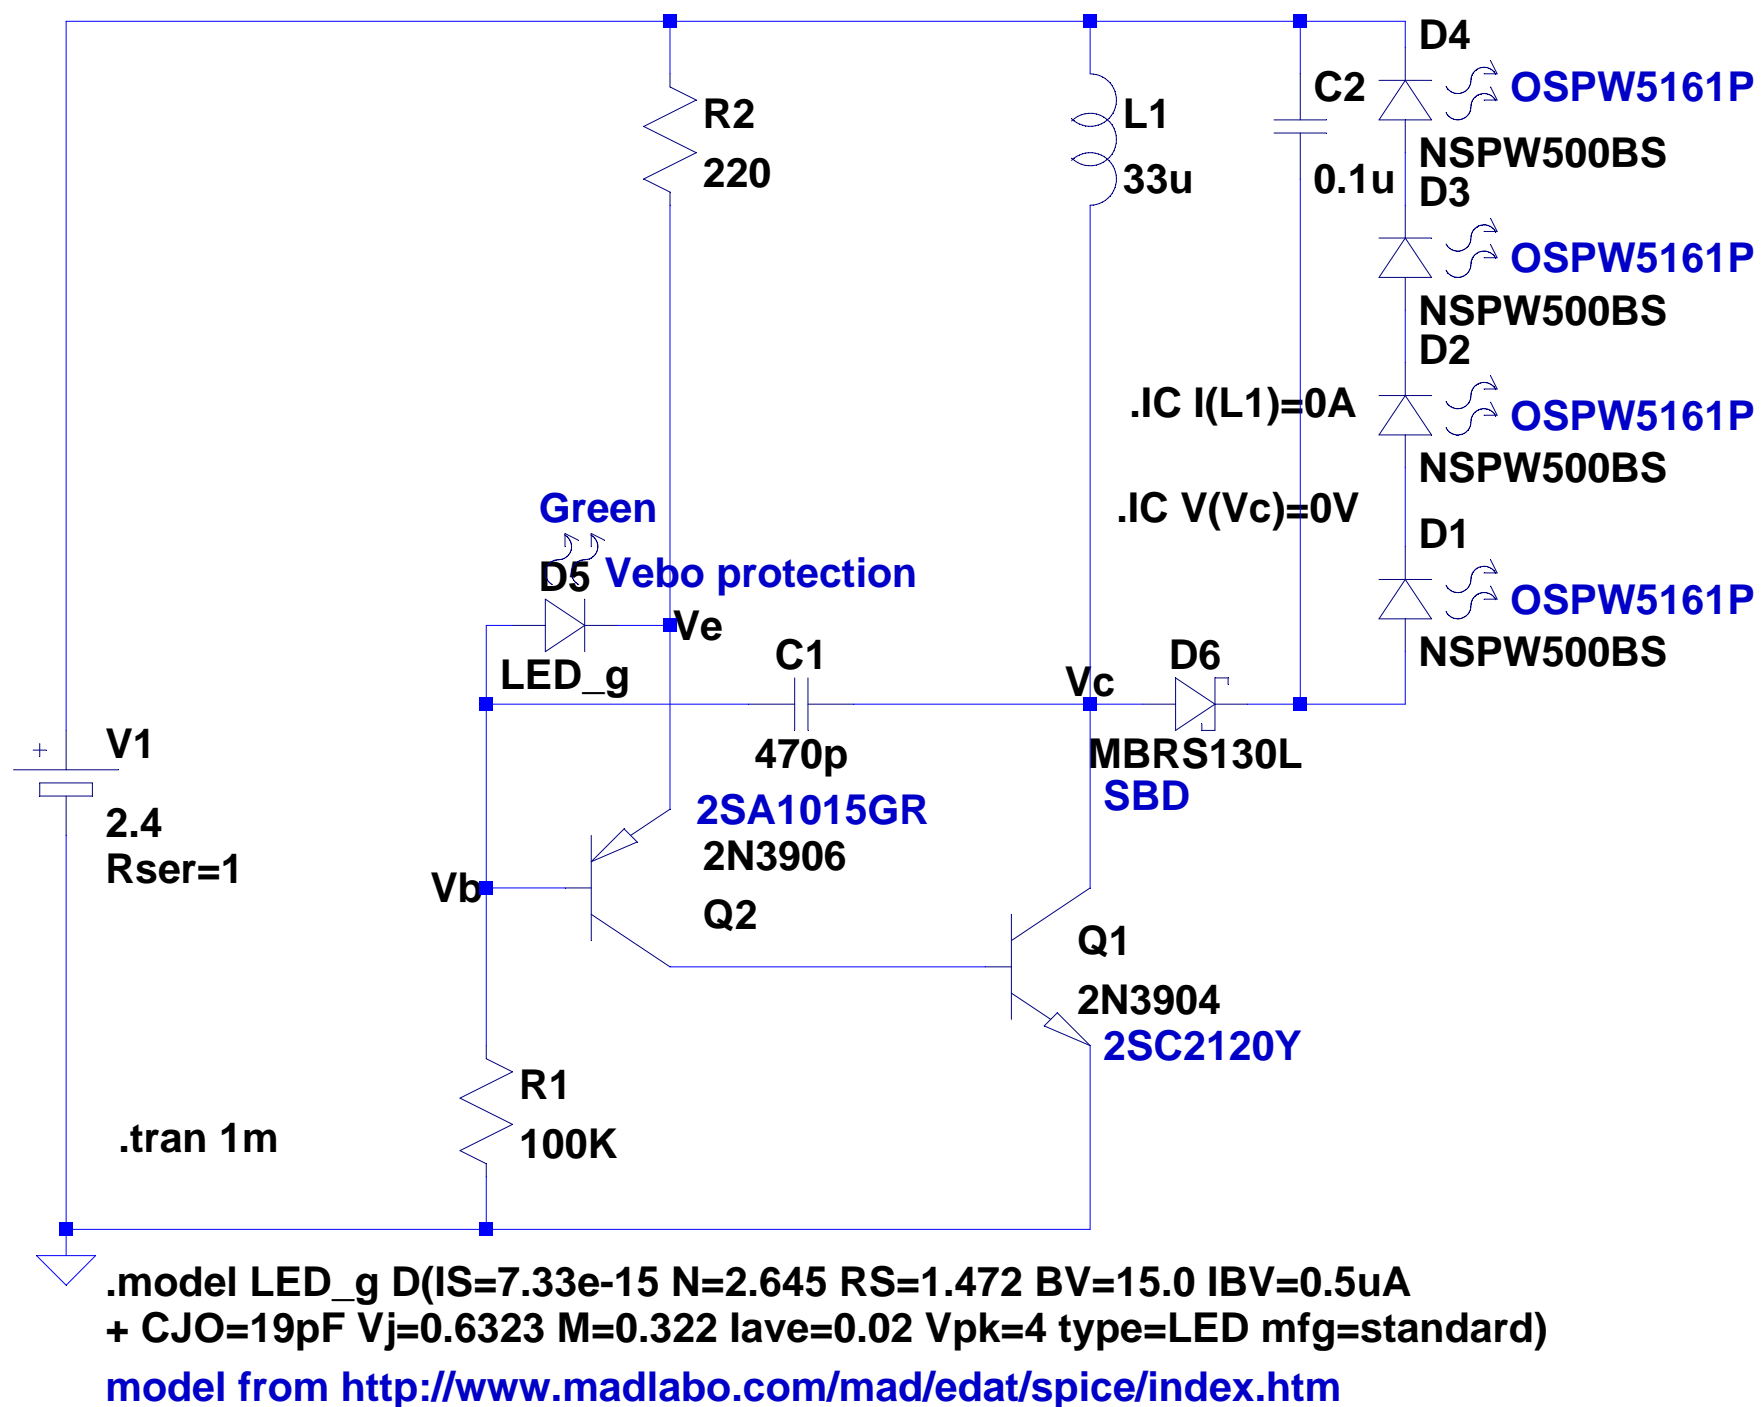 D4
OSPW5161P
C2
R2
L1
NSPW500BS
220
33u
0.1u
D3
OSPW5161P
NSPW500BS
D2
.IC I(L1)=0A
OSPW5161P
NSPW500BS
Green
.IC V(Vc)=0V
D1
D5
Vebo protection
OSPW5161P
Ve
C1
D6
NSPW500BS
LED_g
Vc
V1
470p
MBRS130L
SBD
2SA1015GR
2.4
2N3906
Rser=1
Vb
Q2
Q1
2N3904
2SC2120Y
R1
.tran 1m
100K
.model LED_g D(IS=7.33e-15 N=2.645 RS=1.472 BV=15.0 IBV=0.5uA
+ CJO=19pF Vj=0.6323 M=0.322 Iave=0.02 Vpk=4 type=LED mfg=standard)
model from http://www.madlabo.com/mad/edat/spice/index.htm